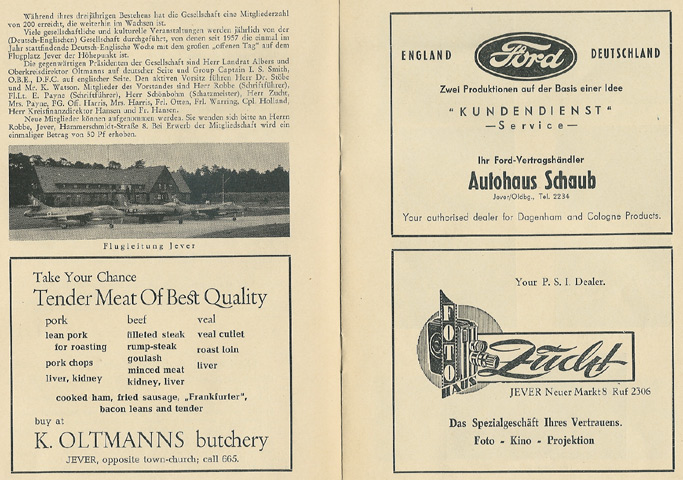 Während ihres dreijährigen Bestehens hat die Gesellschaft eine Mitgliederzahl
von 200 erreicht, die weiterhin im Wachsen ist.
Viele gesellschaftliche und kulturelle Veranstaltungen werden jährlich von der
(Deutsch-Englischen) Gesellschaft durchgeführt, von denen seit 1957 die einmal im
Jahr stattfindende Deutsch-Englische Woche mit dem großen „offenen Tag" auf dem
Flugplatz Jever der Höhepunkt ist.
Die gegenwärtigen Präsidenten der Gesellschaft sind Herr Landrat Albers und
Oberkreisdirektor Oltmanns auf deutscher Seite und Group Captain I. S. Smith,
O.B.E., D.F.C. auf englischer Seite. Den aktiven Vorsitz führen Herr Dr. Stöbe
und Mr. K. Watson. Mitglieder des Vorstandes sind Herr Robbe (Schriftführer),
Fl.Lt. E. Payne (Schriftführer), Herr Schönbohm (Schatzmeister), Herr Zucht,
Mrs. Payne, FG. Off. Harris, Mrs. Harris, Frl. Otten, Frl. Warring, Cpl. Holland,
Herr Kreisfinanzdirektor Hansen und Fr. Hansen.
Neue Mitglieder können aufgenommen werden. Sie wenden sich bitte an Herrn
Robbe, Jever, Hammerschmidt-Straße 8. Bei Erwerb der Mitgliedschaft wird ein
einmaliger Betrag von 50 Pf erhoben.
Flugleitung Jever
Take Your Chance
Tender Meat Of Best Quality
pork beef veal
lean pork filleted steak veal cutlet
for roasting rump-steak roast loin
pork chops goulash liver
liver, kidney minced meat
kidney, liver
cooked ham, fried sausage, „Frankfurter",
bacon leans and tender
buy at
K. OLTMANNS butchery
JEVER, opposite town-church; call 665.
ENGLAND Ford DEUTSCHLAND
Zwei Produktionen auf der Basis einer Idee
"KUNDENDIENST"
—Service—
Ihr Ford-Vertragshändler
Autohaus Schaub
Jever/Oldbg., Tel. 2234
Your authorised dealer for Dagenham and Cologne Products.
Your P. S. I. Dealer.
FOTO
HAUS
Zucht
JEVER Neuer Markt 8 Ruf 2306
Das Spezialgeschäft Ihres Vertrauens.
Foto - Kino - Projektion